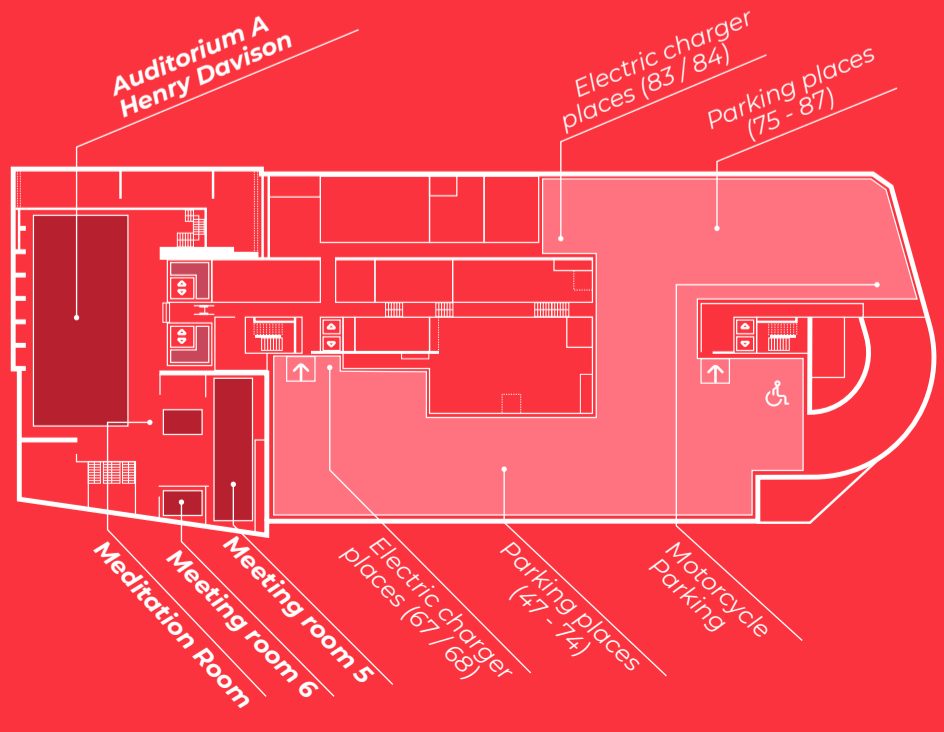 Auditorium A
Henry Davison
Electric charger
places (83 / 84)
Parking places
(75 - 87)
Meditation Room
Meeting room 6
Meeting room 5
Electric charger
places (67 / 68)
Parking places
(47 - 74)
Motorcycle
Parking